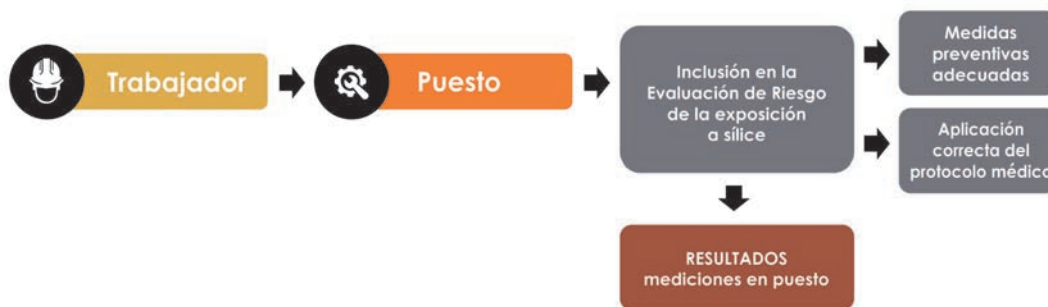 Trabajador
Puesto
Inclusión en la
Evaluación de Riesgo
de la exposición
a sílice
Medidas
preventivas
adecuadas
Aplicación
correcta del
protocolo médico
RESULTADOS
mediciones en puesto